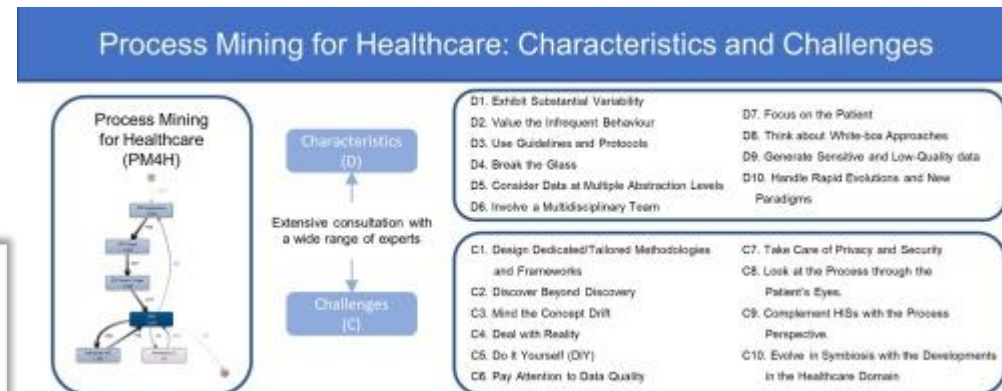 Process Mining for Healthcare: Characteristics and Challenges
Process Mining
for Healthcare
(PM4H)
Characteristics
(D)
Extensive consultation with
a wide range of experts
Challenges
(C)
D1. Exhibit Substantial Variability
D2. Value the Infrequent Behaviour
D3. Use Guidelines and Protocols
D4. Break the Glass
D5. Consider Data at Multiple Abstraction Levels
D6. Involve a Multidisciplinary Team
D7. Focus on the Patient
D8. Think about White-box Approaches
D9. Generate Sensitive and Low-Quality data
D10. Handle Rapid Evolutions and New
Paradigms
C1. Design Dedicated/Tailored Methodologies
and Frameworks
C2. Discover Beyond Discovery
C3. Mind the Concept Drift
C4. Deal with Reality
C5. Do It Yourself (DIY)
C6. Pay Attention to Data Quality
C7. Take Care of Privacy and Security
C8. Look at the Process through the
Patient's Eyes.
C9. Complement HISs with the Process
Perspective.
C10. Evolve in Symbiosis with the Developments
in the Healthcare Domain